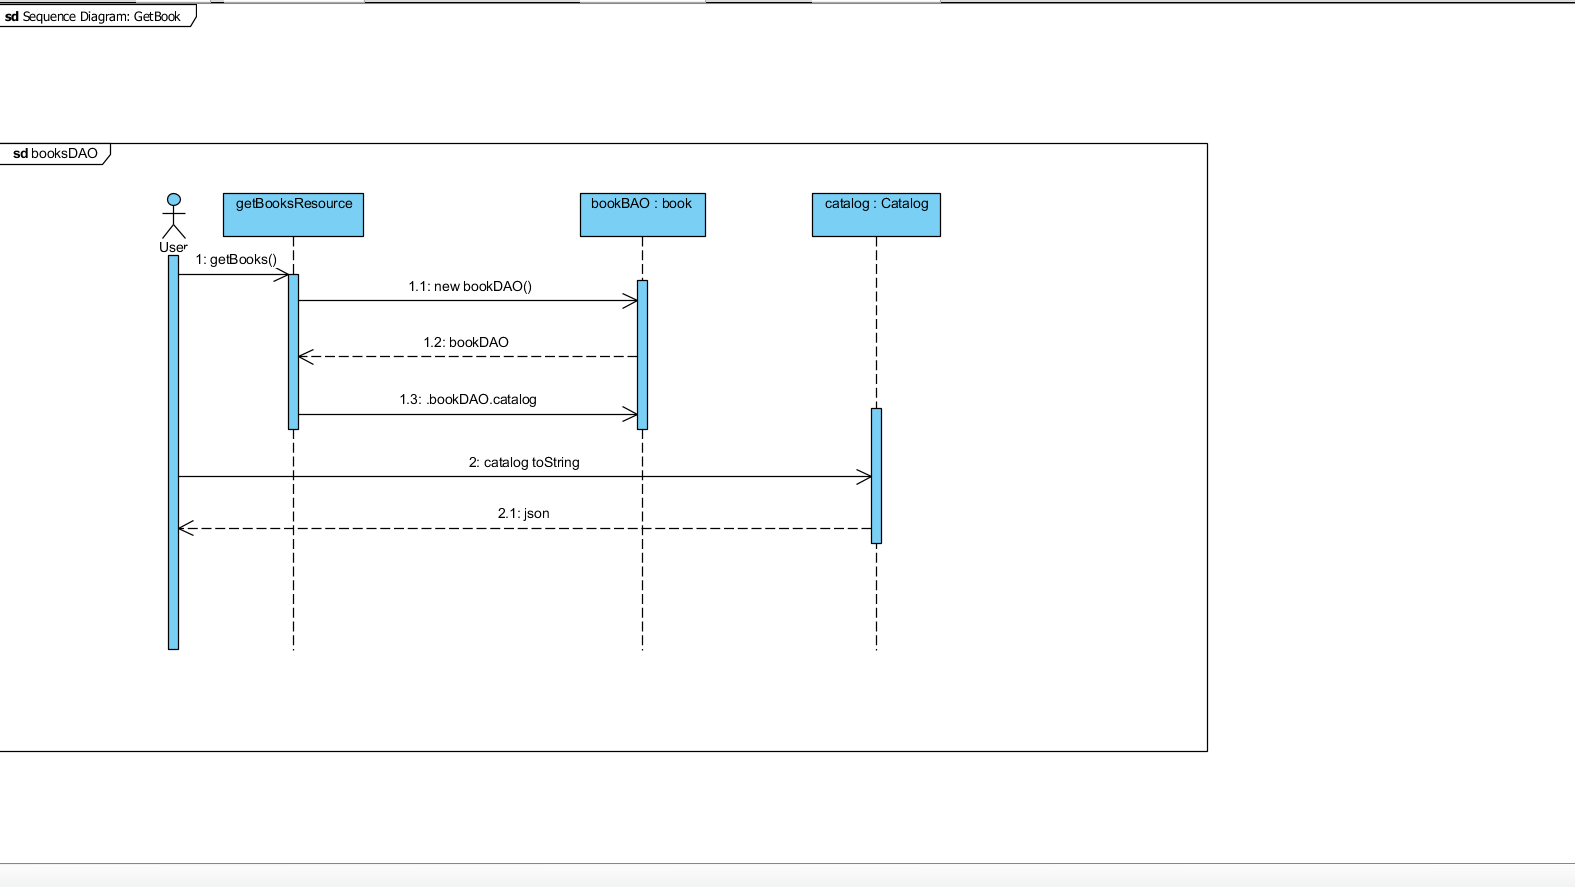 sd Sequence Diagram: GetBook
sd booksDAO
getBooksResource
bookBAO : book
catalog : Catalog
User
1: getBooks()
1.1: new bookDAO()
1.2: bookDAO
1.3: .bookDAO.catalog
2: catalog toString
2.1: json